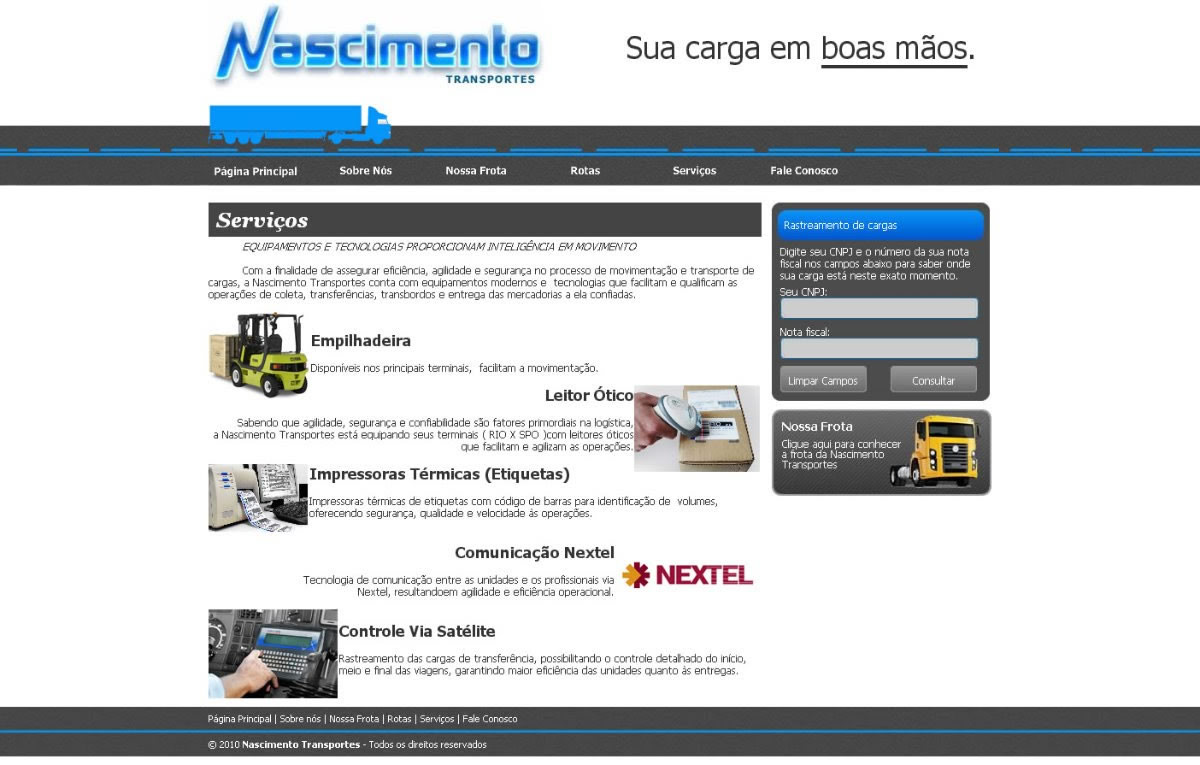 Nascimento
TRANSPORTES
Sua carga em boas mãos.
Página Principal
Sobre Nós
Nossa Frota
Rotas
Serviços
Fale Conosco
Serviços
EQUIPAMENTOS E TECNOLOGIAS PROPORCIONAM INTELIGÊNCIA EM MOVIMENTO
Com a finalidade de assegurar eficiência, agilidade e segurança no processo de movimentação e transporte de
cargas, a Nascimento Transportes conta com equipamentos modernos e tecnologias que facilitam e qualificam as
operações de coleta, transferências, transbordos e entrega das mercadorias a ela confiadas.
Empilhadeira
Disponíveis nos principais terminais, facilitam a movimentação.
Leitor Ótico
Sabendo que agilidade, segurança e confiabilidade são fatores primordiais na logística,
a Nascimento Transportes está equipando seus terminais ( RIO X SPO )com leitores óticos
que facilitam e agilizam as operações.
Impressoras Térmicas (Etiquetas)
Impressoras térmicas de etiquetas com código de barras para identificação de volumes,
oferecendo segurança, qualidade e velocidade ás operações.
Comunicação Nextel
Tecnologia de comunicação entre as unidades e os profissionais via
Nextel, resultandoem agilidade e eficiência operacional.
NEXTEL
Controle Via Satélite
Rastreamento das cargas de transferência, possibilitando o controle detalhado do início,
meio e final das viagens, garantindo maior eficiência das unidades quanto às entregas.
Rastreamento de cargas
Digite seu CNPJ e o número da sua nota
fiscal nos campos abaixo para saber onde
sua carga está neste exato momento.
Seu CNPJ:
Nota fiscal:
Limpar Campos
Consultar
Nossa Frota
Clique aqui para conhecer
a frota da Nascimento
Transportes
Página Principal | Sobre nós | Nossa Frota | Rotas | Serviços | Fale Conosco
© 2010 Nascimento Transportes - Todos os direitos reservados